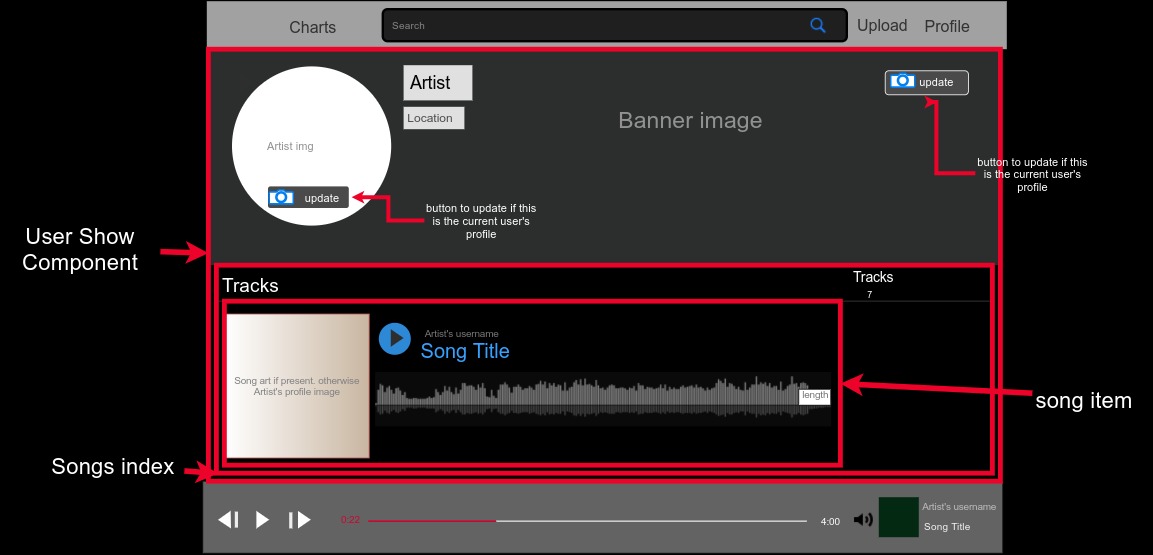 Charts
Search
Upload
Profile
Artist
Location
update
Banner image
Artist img
update
button to update if this
is the current user's
profile
button to update if this
is the current user's
profile
User Show
Component
Tracks
Tracks
7
Artist's username
Song Title
Song art if present. otherwise
Artist's profile image
length
song item
Songs index
0:22
4:00
Artist's username
Song Title